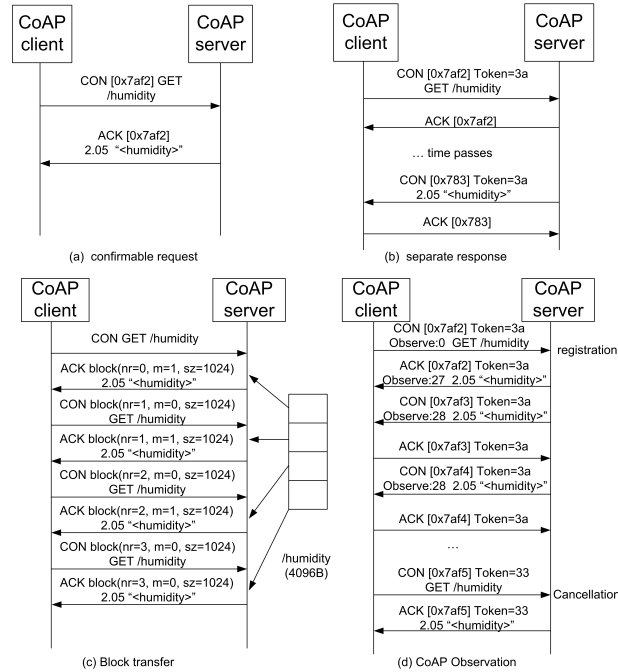 CoAP
client
CoAP
server
CON [0x7af2] GET
/humidity
ACK [0x7af2]
2.05 “<humidity>”
(a) confirmable request
CoAP
client
CoAP
server
CON [0x7af2] Token=3a
GET /humidity
ACK [0x7af2]
... time passes
CON [0x783] Token=3a
2.05 “<humidity>”
ACK [0x783]
(b) separate response
CoAP
client
CoAP
server
CON GET /humidity
ACK block(nr=0, m=1, sz=1024)
2.05 “<humidity>”
CON block(nr=1, m=0, sz=1024)
GET /humidity
ACK block(nr=1, m=1, sz=1024)
2.05 “<humidity>”
CON block(nr=2, m=0, sz=1024)
GET /humidity
ACK block(nr=2, m=1, sz=1024)
2.05 “<humidity>”
CON block(nr=3, m=0, sz=1024)
GET /humidity
ACK block(nr=3, m=0, sz=1024)
2.05 “<humidity>”
/humidity
(4096B)
(c) Block transfer
CoAP
client
CoAP
server
CON [0x7af2] Token=3a
Observe:0 GET /humidity
registration
ACK [0x7af2] Token=3a
Observe:27 2.05 “<humidity>”
CON [0x7af3] Token=3a
Observe:28 2.05 “<humidity>”
ACK [0x7af3] Token=3a
CON [0x7af4] Token=3a
Observe:28 2.05 “<humidity>”
ACK [0x7af4] Token=3a
...
CON [0x7af5] Token=33
GET /humidity
Cancellation
ACK [0x7af5] Token=33
2.05 “<humidity>”
(d) CoAP Observation